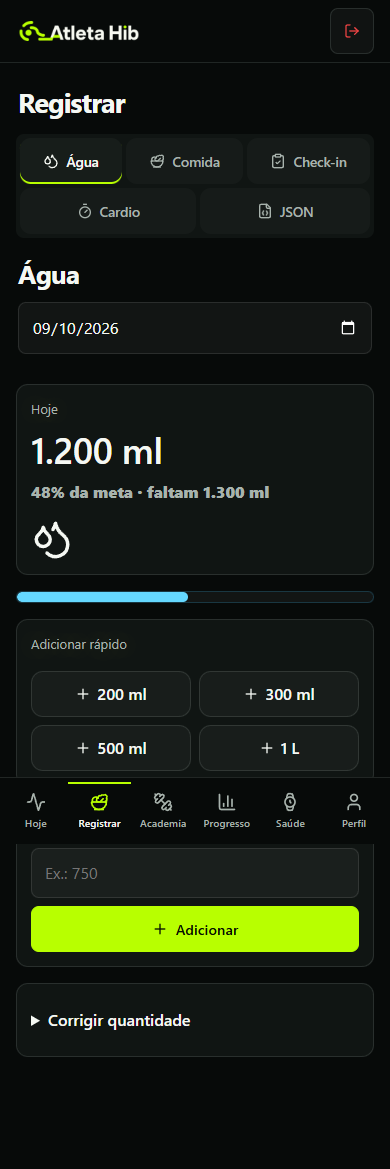 Atleta Hib
Registrar
Água
Comida
Check-in
Cardio
JSON
Água
09/10/2026
Hoje
1.200 ml
48% da meta · faltam 1.300 ml
Adicionar rápido
+ 200 ml
+ 300 ml
+ 500 ml
+ 1 L
Hoje
Registrar
Academia
Progresso
Saúde
Perfil
Ex.: 750
+ Adicionar
Corrigir quantidade